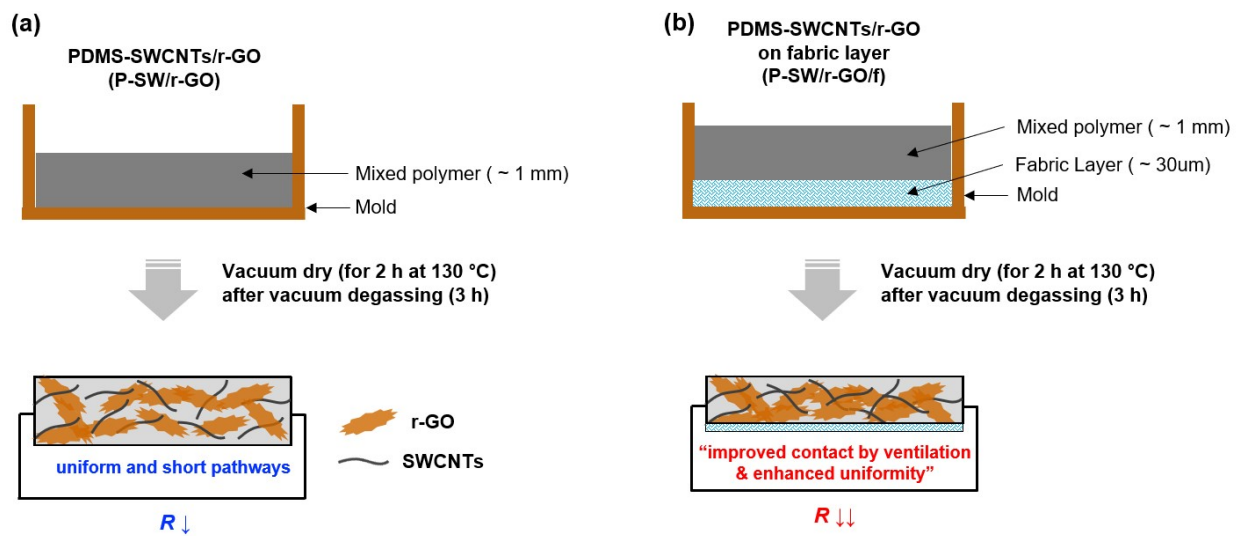 (a)
PDMS-SWCNTs/r-GO
(P-SW/r-GO)
Mixed polymer ( ~ 1 mm)
Mold
Vacuum dry (for 2 h at 130 °C)
after vacuum degassing (3 h)
r-GO
SWCNTs
uniform and short pathways
R ↓
(b)
PDMS-SWCNTs/r-GO
on fabric layer
(P-SW/r-GO/f)
Mixed polymer ( ~ 1 mm)
Fabric Layer ( ~ 30um)
Mold
Vacuum dry (for 2 h at 130 °C)
after vacuum degassing (3 h)
“improved contact by ventilation
& enhanced uniformity”
R ↓↓